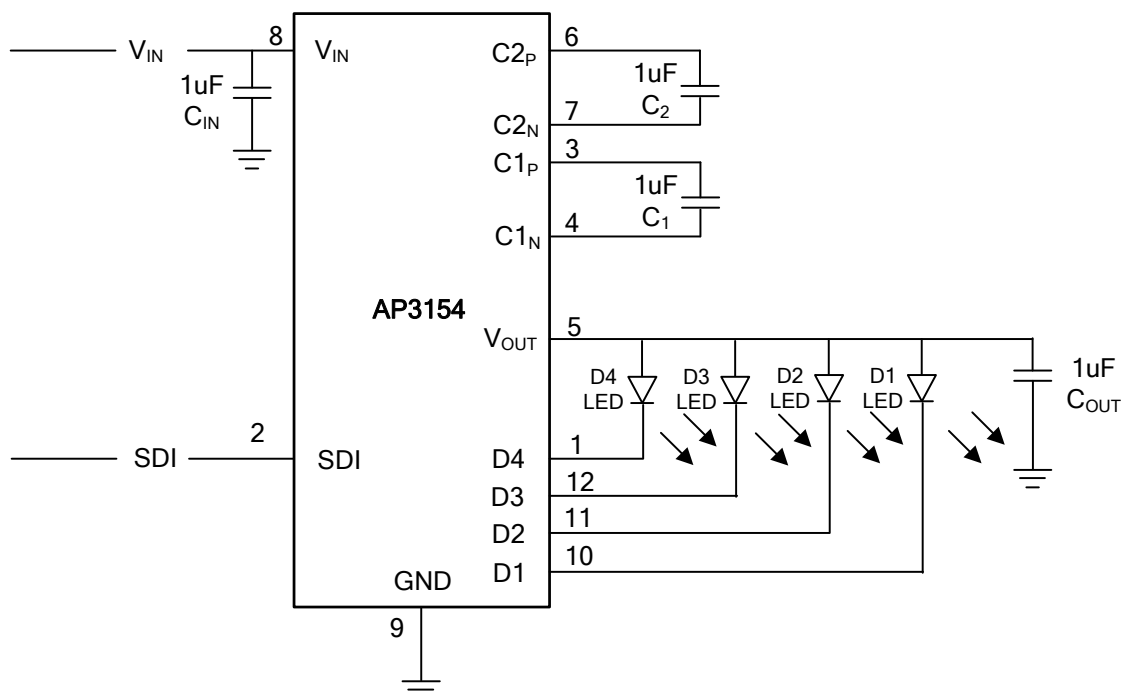 8
V_IN
V_IN
1uF
C_IN
C2_P
6
1uF
C_2
C2_N
7
C1_P
3
1uF
C_1
C1_N
4
AP3154
V_OUT
5
D4
LED
D3
LED
D2
LED
D1
LED
1uF
C_OUT
2
SDI
SDI
D4
1
D3
12
D2
11
D1
10
GND
9